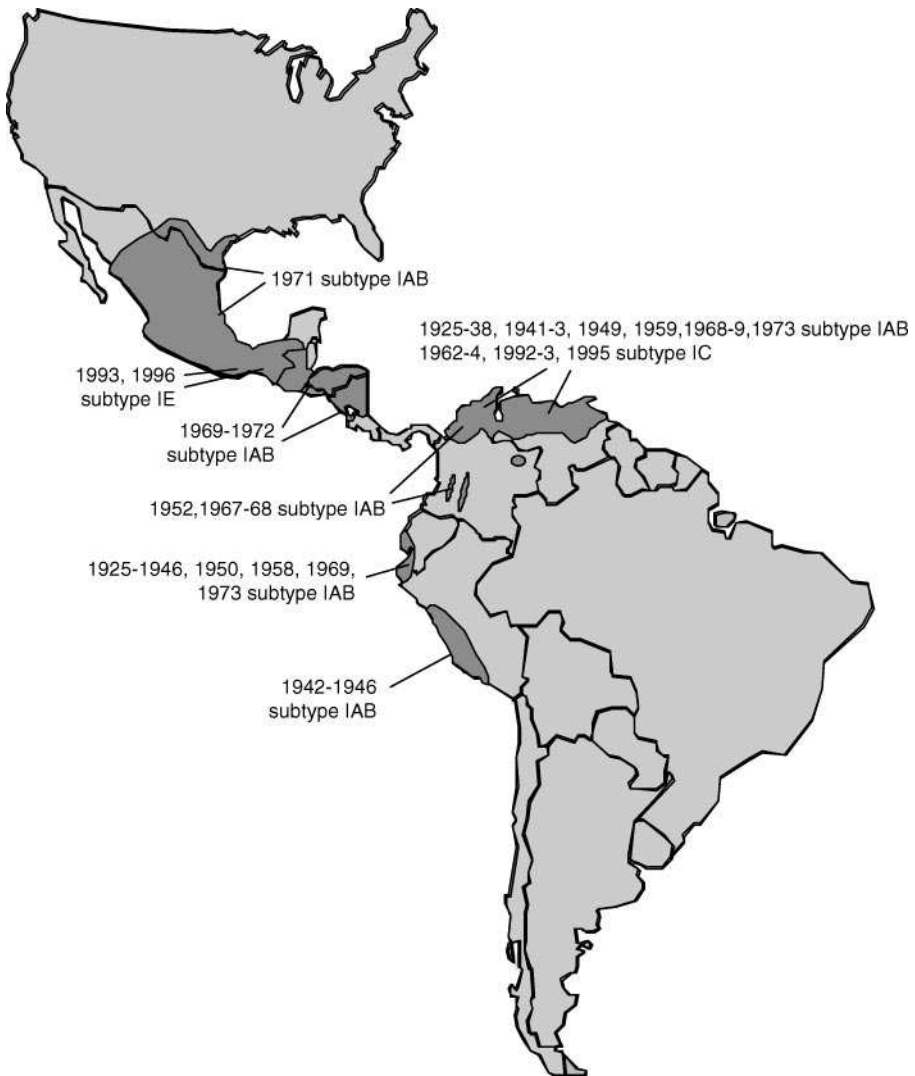 1971 subtype IAB
1925-38, 1941-3, 1949, 1959,1968-9,1973 subtype IAB
1962-4, 1992-3, 1995 subtype IC
1993, 1996
subtype IE
1969-1972
subtype IAB
1952,1967-68 subtype IAB
1925-1946, 1950, 1958, 1969,
1973 subtype IAB
1942-1946
subtype IAB